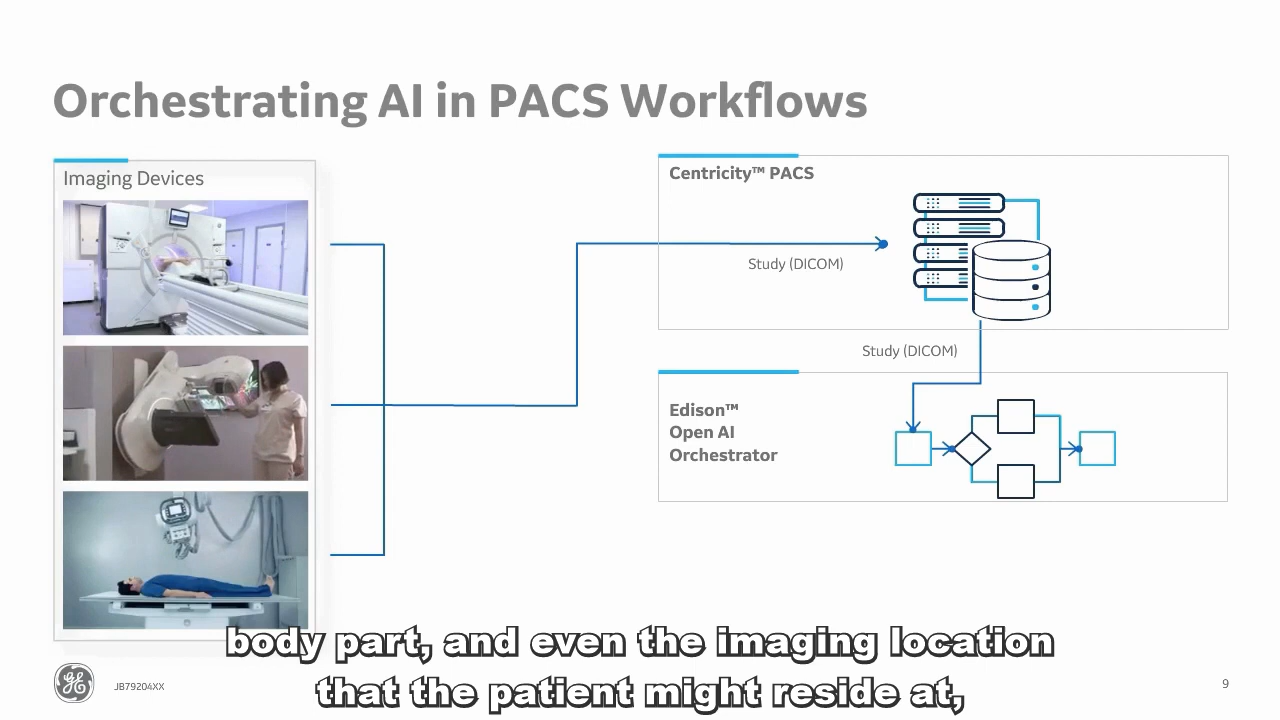 Orchestrating AI in PACS Workflows
Imaging Devices
Centricity™ PACS
Study (DICOM)
Study (DICOM)
Edison™
Open AI
Orchestrator
body part, and even the imaging location
that the patient might reside at,
JB79204XX
9